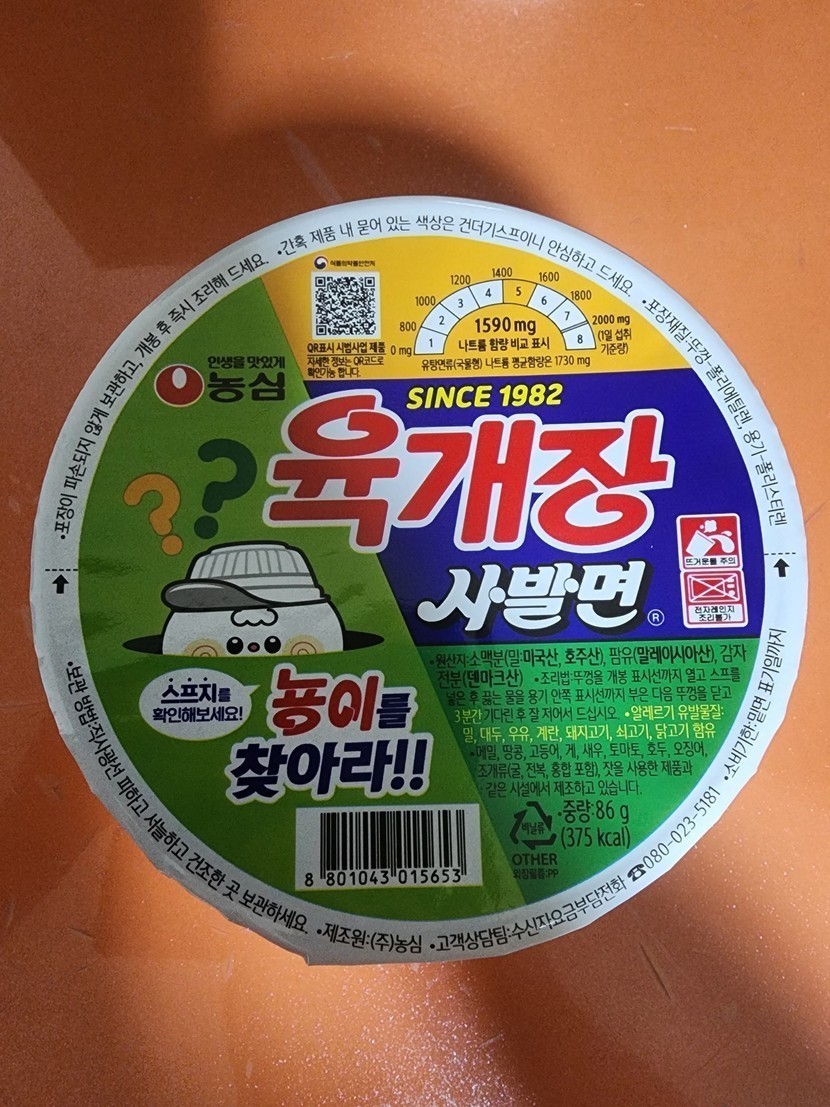 •포장이 파손되지 않게 보관하고, 개봉 후 즉시 조리해 드세요.
•간혹 제품 내 묻어 있는 색상은 건더기스프이니 안심하고 드세요.
•포장재질:뚜껑-폴리에틸렌, 용기-폴리스티렌
식품의약품안전처
QR표시 시범사업 제품
자세한 정보는 QR코드로
확인가능 합니다.
0 mg
800
1000
1200
1400
1600
1800
2000 mg
(1일 섭취
기준량)
1 2 3 4 5 6 7 8
1590 mg
나트륨 함량 비교 표시
유탕면류(국물형) 나트륨 평균함량은 1730 mg
인생을 맛있게
농심
SINCE 1982
육개장
사발면 ®
??
뜨거운물 주의
전자레인지
조리불가
•원산지:소맥분(밀:미국산, 호주산), 팜유(말레이시아산), 감자
전분(덴마크산) •조리법:뚜껑을 개봉 표시선까지 열고 스프를
넣은 후 끓는 물을 용기 안쪽 표시선까지 부은 다음 뚜껑을 닫고
3분간 기다린 후 잘 저어서 드십시오. •알레르기 유발물질:
밀, 대두, 우유, 계란, 돼지고기, 쇠고기, 닭고기 함유
•메밀, 땅콩, 고등어, 게, 새우, 토마토, 호두, 오징어,
조개류(굴, 전복, 홍합 포함), 잣을 사용한 제품과
같은 시설에서 제조하고 있습니다.
스프지를
확인해보세요!
뇽이를
찾아라!!
비닐류
OTHER
외창필름:PP
•중량:86 g
(375 kcal)
8 801043 015653
•보관 방법:직사광선 피하고 서늘하고 건조한 곳 보관하세요.
•제조원:(주)농심
•고객상담팀:수신자요금부담전화 ☎080-023-5181
•소비기한:밑면 표기일까지